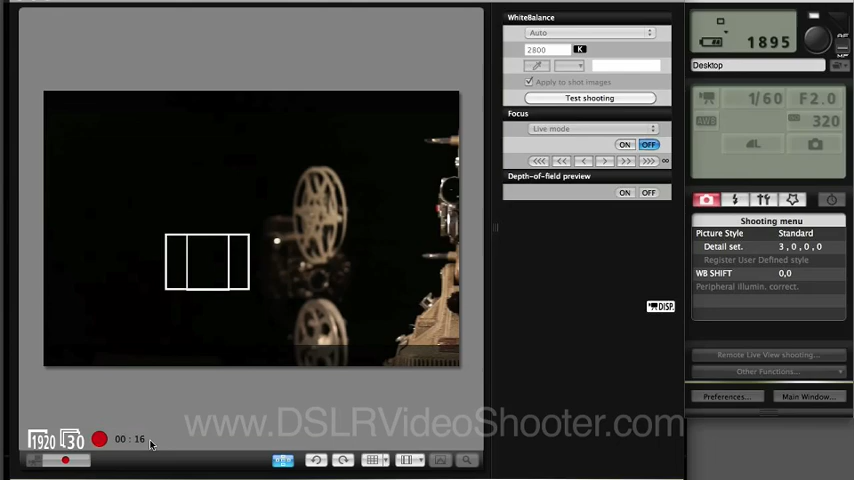 WhiteBalance
Auto
2800 K
Apply to shot images
Test shooting
Focus
Live mode
ON OFF
<<< << < > >> >>> ∞
Depth-of-field preview
ON OFF
DISP.
1895
Desktop
1/60 F2.0
AWB 320
L
Shooting menu
Picture Style Standard
Detail set. 3 , 0 , 0 , 0
Register User Defined style
WB SHIFT 0,0
Peripheral illumin. correct.
Remote Live View shooting...
Other Functions...
Preferences... Main Window...
www.DSLRVideoShooter.com
1920 30 00 : 16